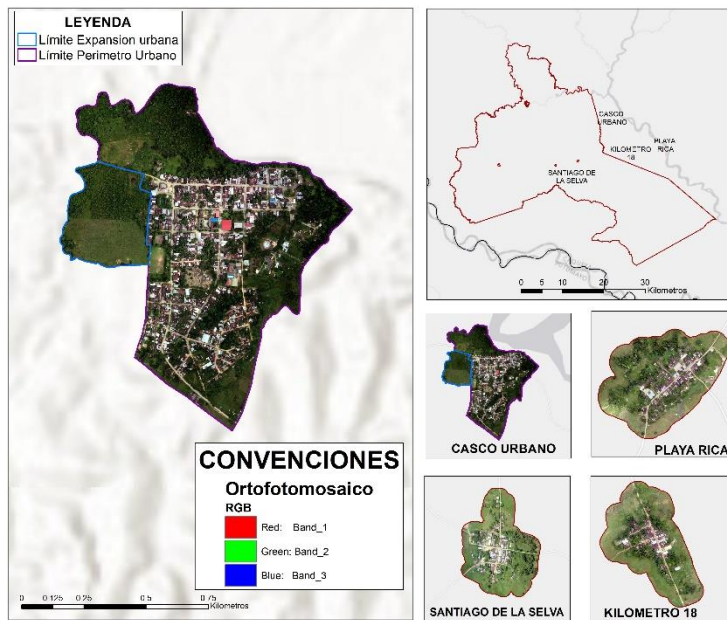 LEYENDA
Límite Expansion urbana
Límite Perimetro Urbano
CONVENCIONES
Ortofotomosaico
RGB
Red: Band_1
Green: Band_2
Blue: Band_3
0 0.125 0.25 0.5 0.75
Kilometros
CASCO
URBANO
PLAYA
RICA
KILOMETRO
18
SANTIAGO DE
LA SELVA
0 5 10 20 30
Kilometros
CASCO URBANO
PLAYA RICA
SANTIAGO DE LA SELVA
KILOMETRO 18